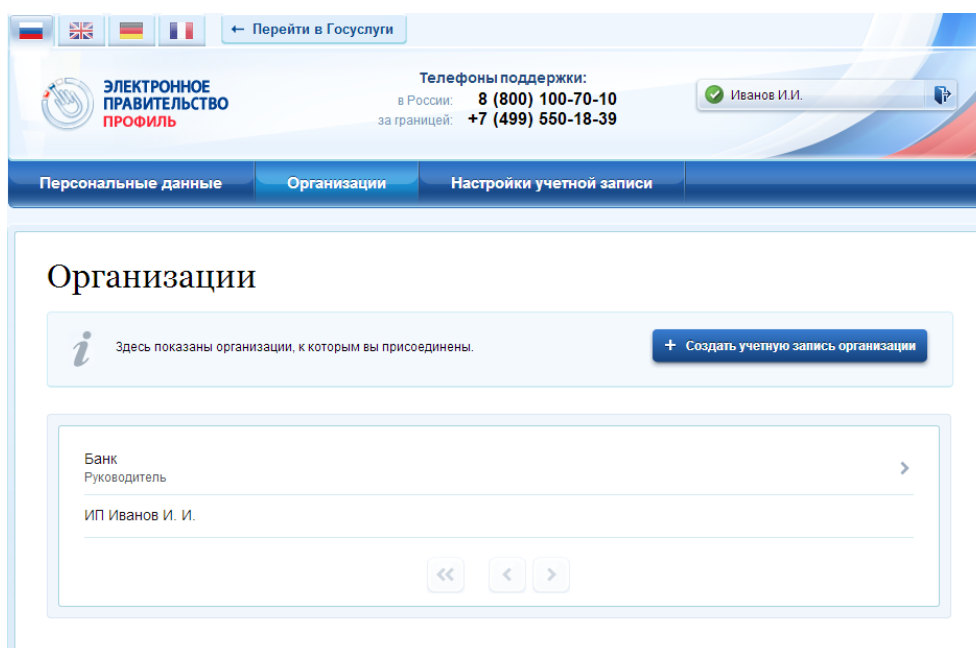 ← Перейти в Госуслуги
ЭЛЕКТРОННОЕ
ПРАВИТЕЛЬСТВО
ПРОФИЛЬ
Телефоны поддержки:
в России: 8 (800) 100-70-10
за границей: +7 (499) 550-18-39
Иванов И.И.
Персональные данные Организации Настройки учетной записи
Организации
Здесь показаны организации, к которым вы присоединены.
+ Создать учетную запись организации
Банк
Руководитель
ИП Иванов И. И.